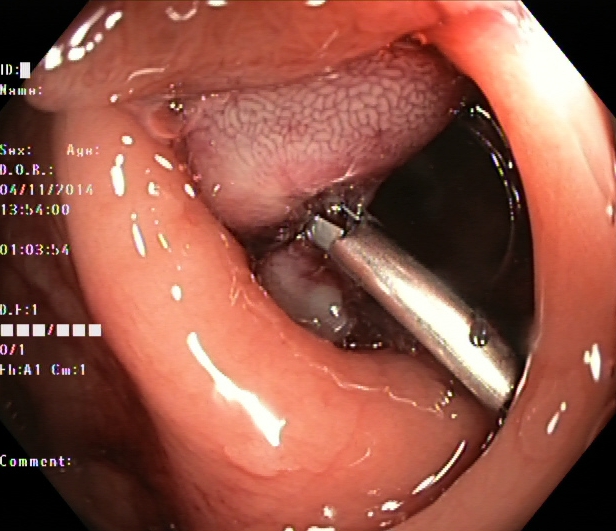 ID:
Name:
Sex: Age:
D.O.B.:
04/11/2014
13:54:00
01:03:54
D.F:1
■■■/■■■
0/1
Eh:A1 Cm:1
Comment: